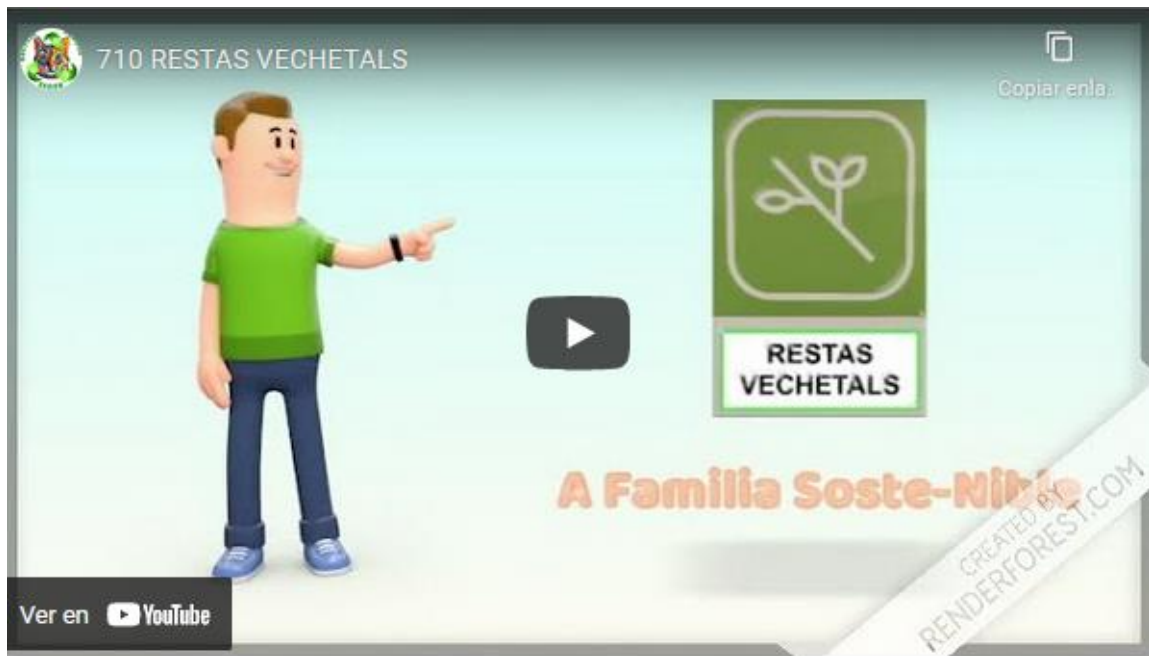 710 RESTAS VECHETALS
Copiar enla..
RESTAS
VECHETALS
A Familia Soste-Nible
CREATED BY
RENDERFOREST.COM
Ver en YouTube